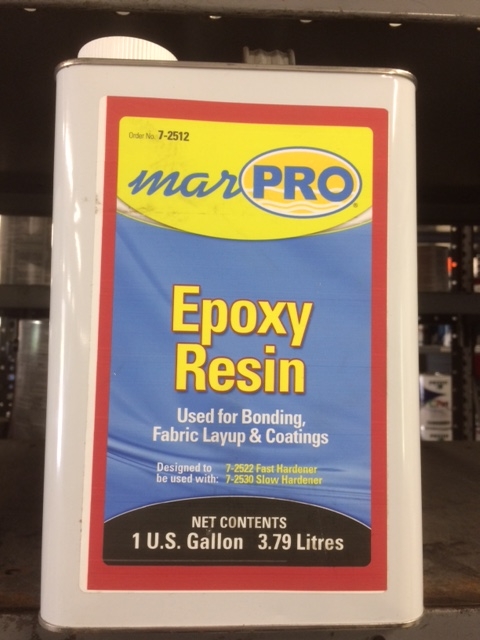 Order No. 7-2512
marPRO®
Epoxy
Resin
Used for Bonding,
Fabric Layup & Coatings
Designed to 7-2522 Fast Hardener
be used with: 7-2530 Slow Hardener
NET CONTENTS
1 U.S. Gallon 3.79 Litres